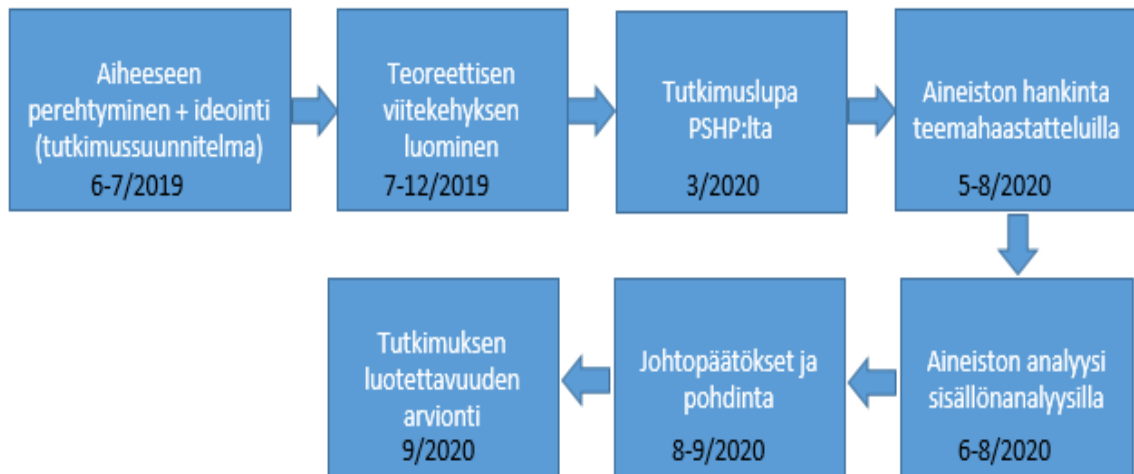 Aiheeseen
perehtyminen + ideointi
(tutkimussuunnitelma)
6-7/2019
Teoreettisen
viitekehyksen
luominen
7-12/2019
Tutkimuslupa
PSHP:lta
3/2020
Aineiston hankinta
teemahaastatteluilla
5-8/2020
Aineiston analyysi
sisällönanalyysilla
6-8/2020
Johtopäätökset ja
pohdinta
8-9/2020
Tutkimuksen
luotettavuuden
arvionti
9/2020